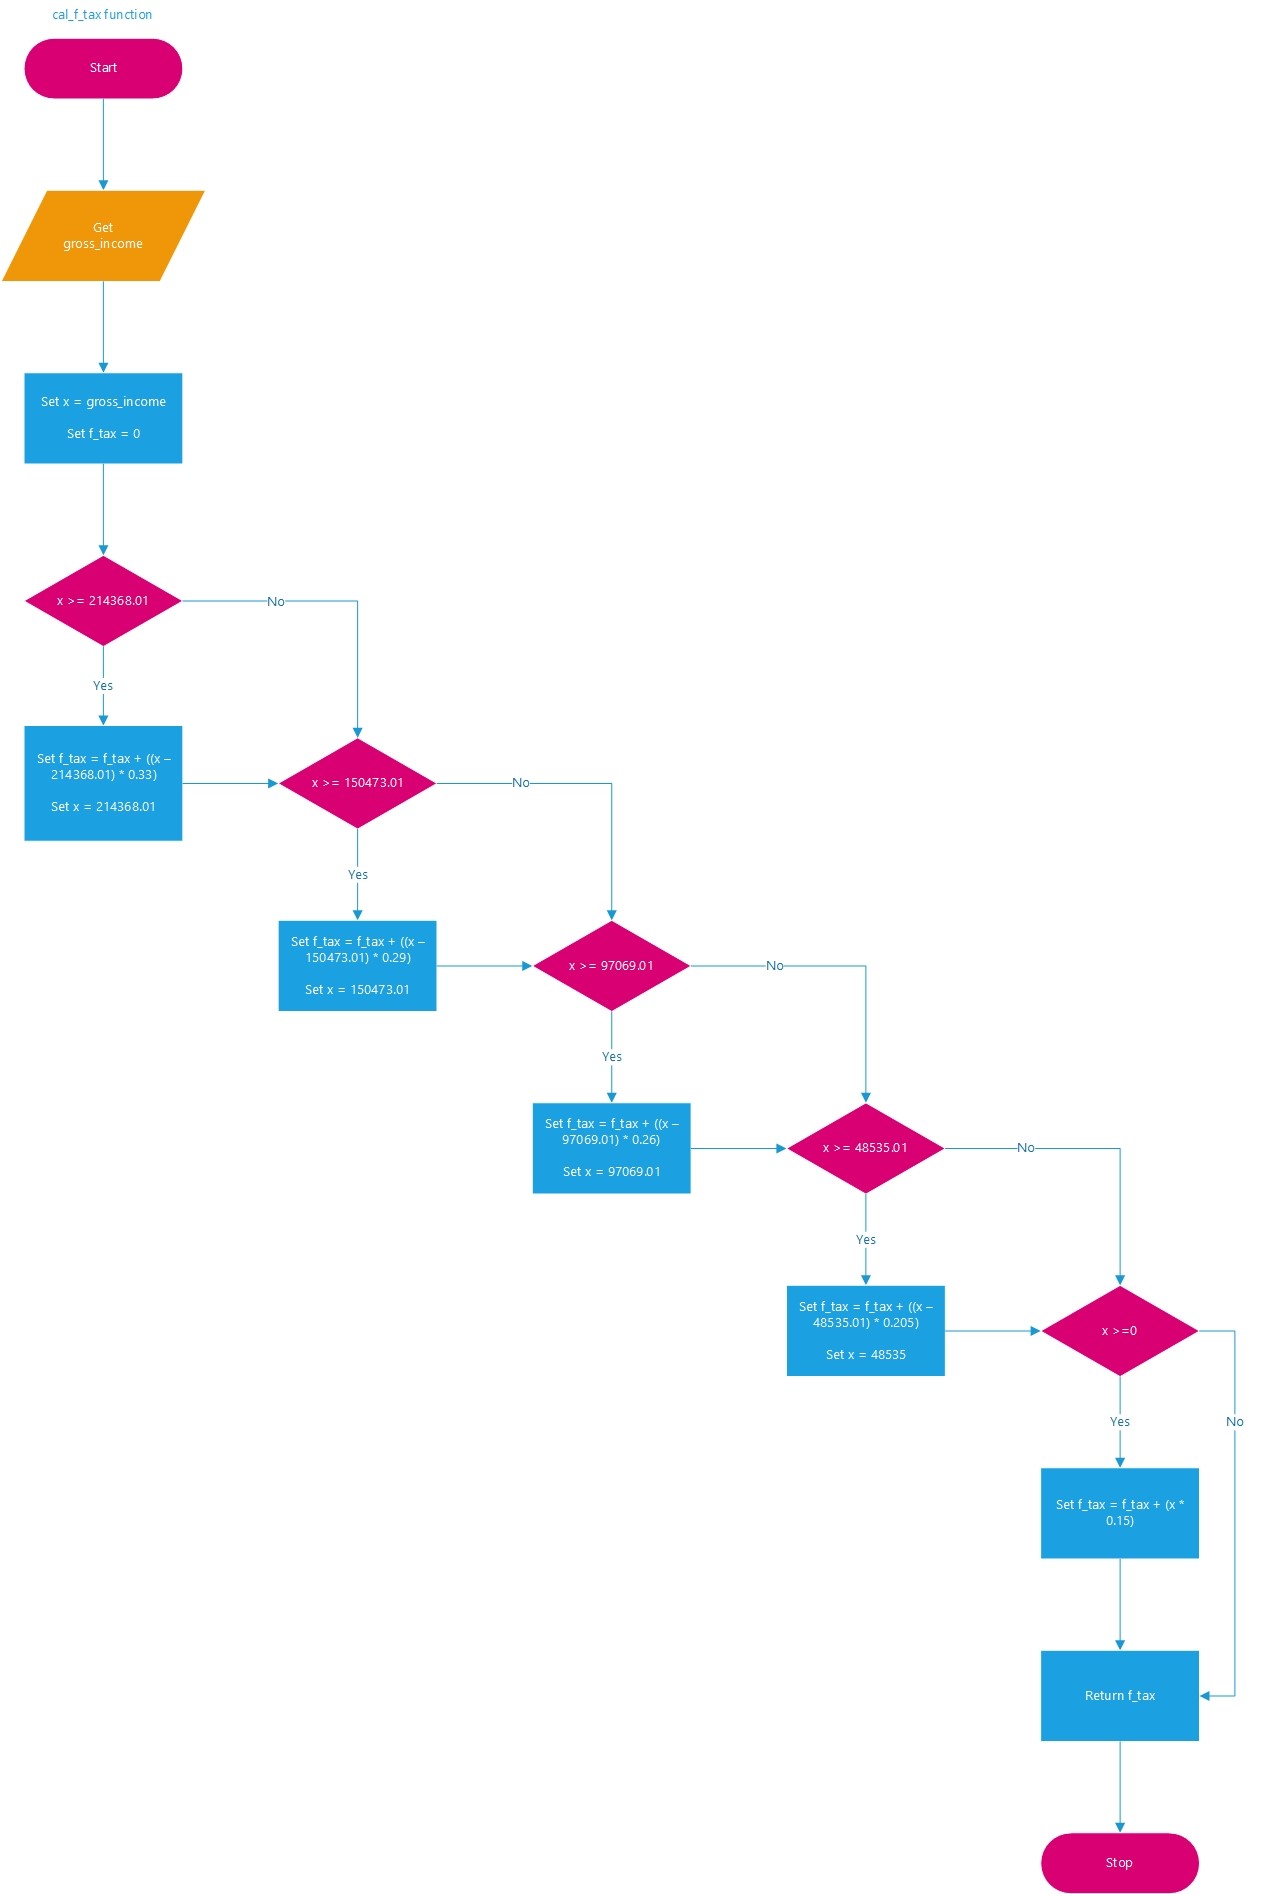 cal_f_tax function
Start
Get
gross_income
Set x = gross_income
Set f_tax = 0
x >= 214368.01
No
Yes
Set f_tax = f_tax + ((x –
214368.01) * 0.33)
Set x = 214368.01
x >= 150473.01
No
Yes
Set f_tax = f_tax + ((x –
150473.01) * 0.29)
Set x = 150473.01
x >= 97069.01
No
Yes
Set f_tax = f_tax + ((x –
97069.01) * 0.26)
Set x = 97069.01
x >= 48535.01
No
Yes
Set f_tax = f_tax + ((x –
48535.01) * 0.205)
Set x = 48535
x >=0
Yes
No
Set f_tax = f_tax + (x *
0.15)
Return f_tax
Stop